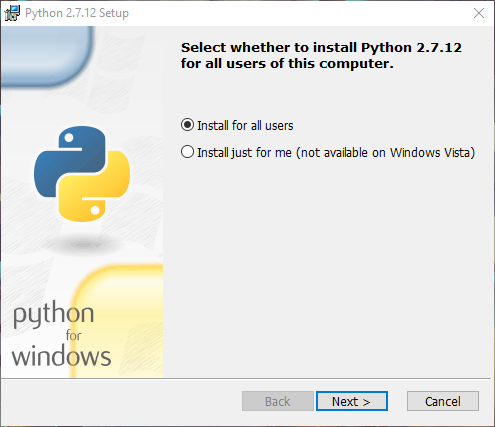 Python 2.7.12 Setup
Select whether to install Python 2.7.12
for all users of this computer.
Install for all users
Install just for me (not available on Windows Vista)
python
for
windows
Back
Next >
Cancel